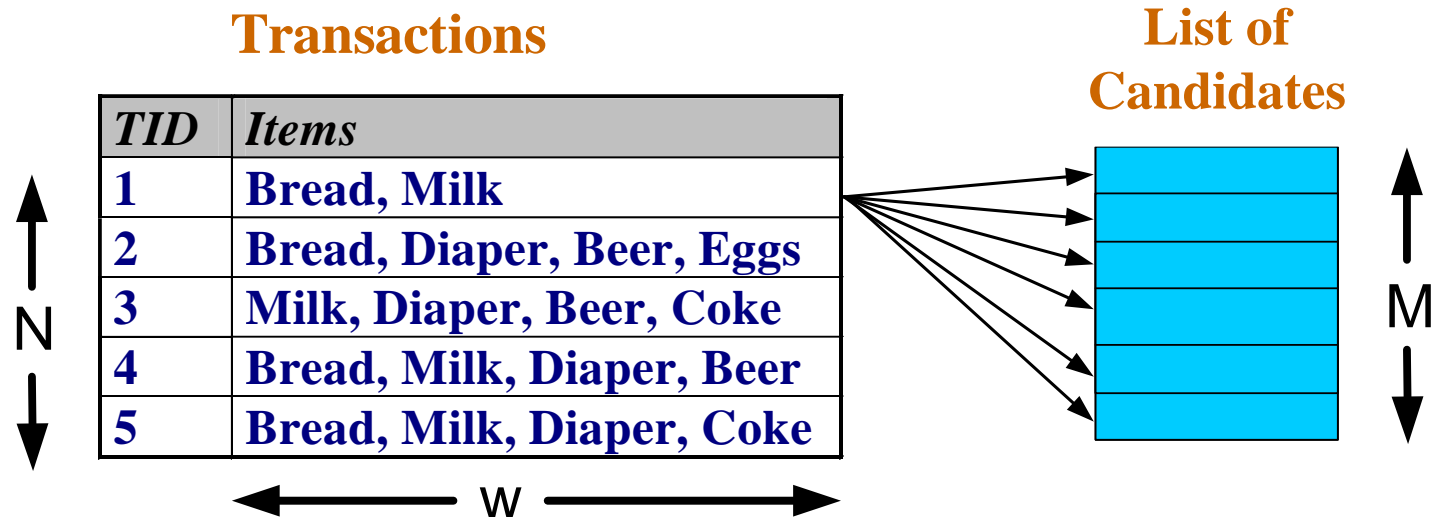 Transactions
List of
Candidates
TID Items
1 Bread, Milk
2 Bread, Diaper, Beer, Eggs
3 Milk, Diaper, Beer, Coke
4 Bread, Milk, Diaper, Beer
5 Bread, Milk, Diaper, Coke
N
M
w